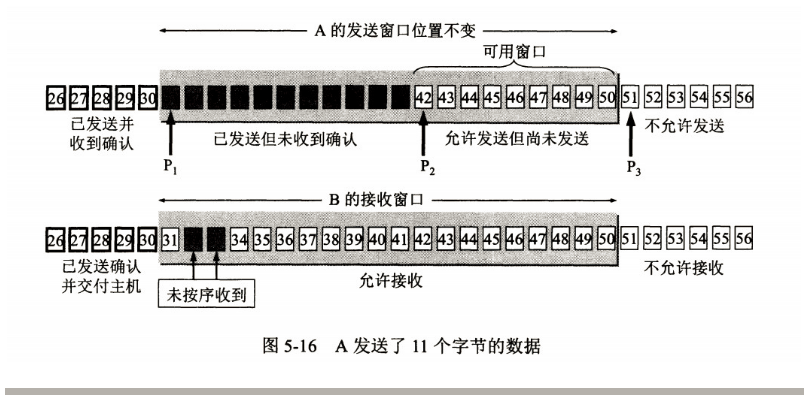 A 的发送窗口位置不变
可用窗口
26 27 28 29 30 42 43 44 45 46 47 48 49 50 51 52 53 54 55 56
已发送并
收到确认
已发送但未收到确认
允许发送但尚未发送
不允许发送
P1
P2
P3
B 的接收窗口
26 27 28 29 30 31 34 35 36 37 38 39 40 41 42 43 44 45 46 47 48 49 50 51 52 53 54 55 56
已发送确认
并交付主机
未按序收到
允许接收
不允许接收
图 5-16 A 发送了 11 个字节的数据